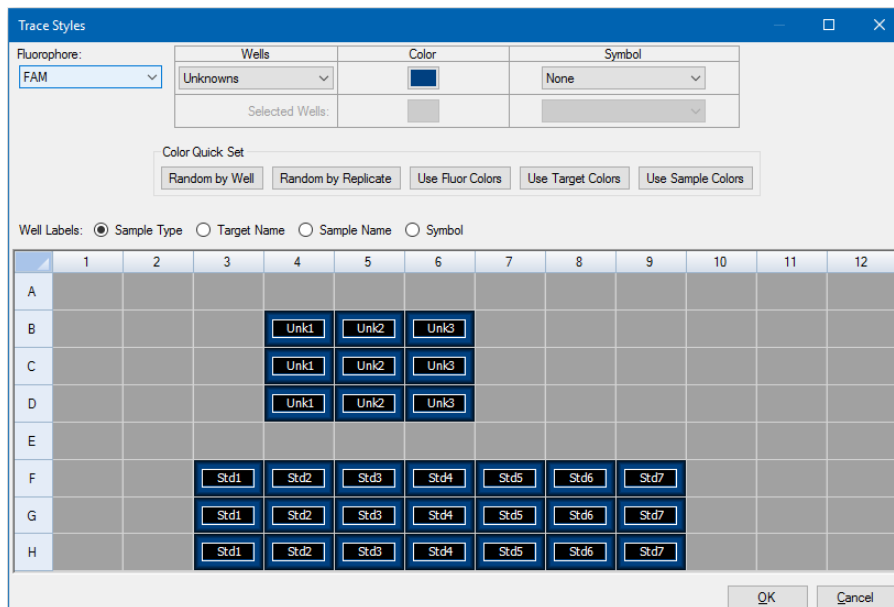 Trace Styles
Fluorophore:
FAM
Wells Color Symbol
Unknowns None
Selected Wells:
Color Quick Set
Random by Well Random by Replicate Use Fluor Colors Use Target Colors Use Sample Colors
Well Labels: Sample Type Target Name Sample Name Symbol
1 2 3 4 5 6 7 8 9 10 11 12
A
B Unk1 Unk2 Unk3
C Unk1 Unk2 Unk3
D Unk1 Unk2 Unk3
E
F Std1 Std2 Std3 Std4 Std5 Std6 Std7
G Std1 Std2 Std3 Std4 Std5 Std6 Std7
H Std1 Std2 Std3 Std4 Std5 Std6 Std7
OK Cancel